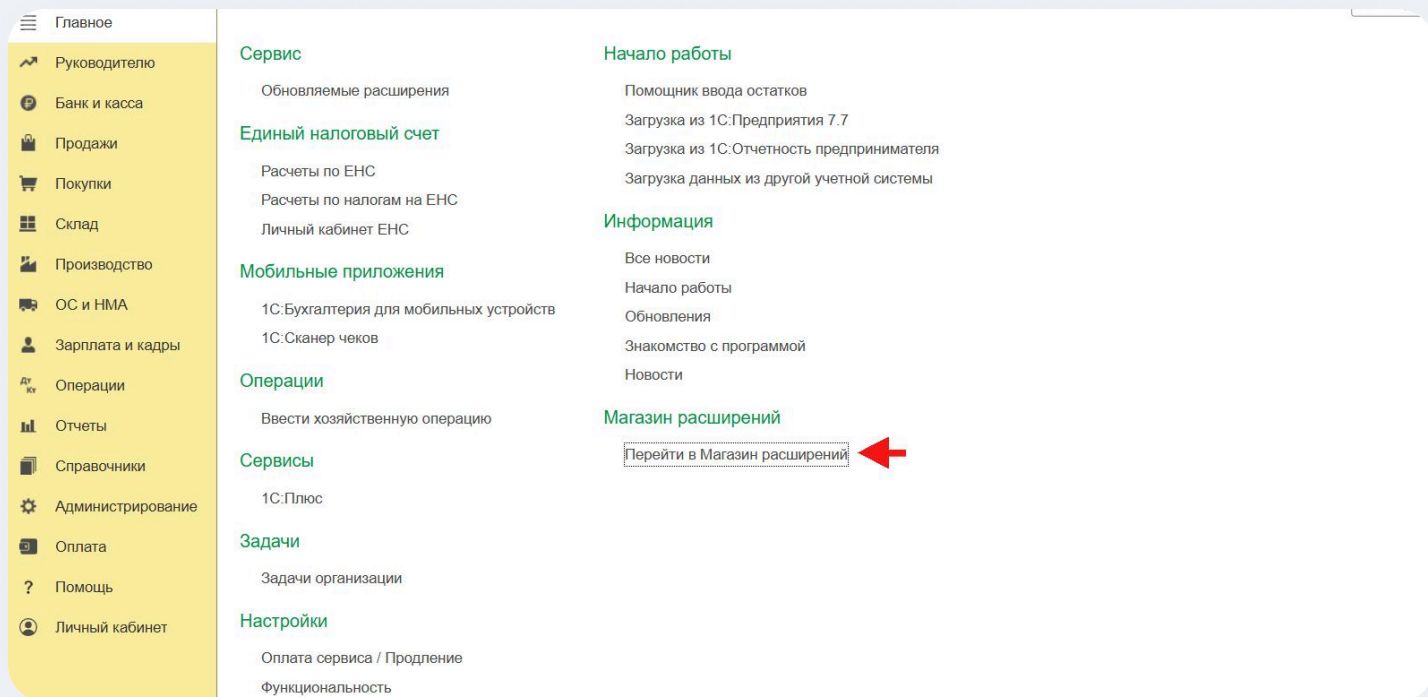 Главное
Руководителю
Банк и касса
Продажи
Покупки
Склад
Производство
ОС и НМА
Зарплата и кадры
Дт Кт Операции
Отчеты
Справочники
Администрирование
Оплата
? Помощь
Личный кабинет
Сервис
Обновляемые расширения
Единый налоговый счет
Расчеты по ЕНС
Расчеты по налогам на ЕНС
Личный кабинет ЕНС
Мобильные приложения
1С:Бухгалтерия для мобильных устройств
1С:Сканер чеков
Операции
Ввести хозяйственную операцию
Сервисы
1С:Плюс
Задачи
Задачи организации
Настройки
Оплата сервиса / Продление
Функциональность
Начало работы
Помощник ввода остатков
Загрузка из 1С:Предприятия 7.7
Загрузка из 1С:Отчетность предпринимателя
Загрузка данных из другой учетной системы
Информация
Все новости
Начало работы
Обновления
Знакомство с программой
Новости
Магазин расширений
Перейти в Магазин расширений